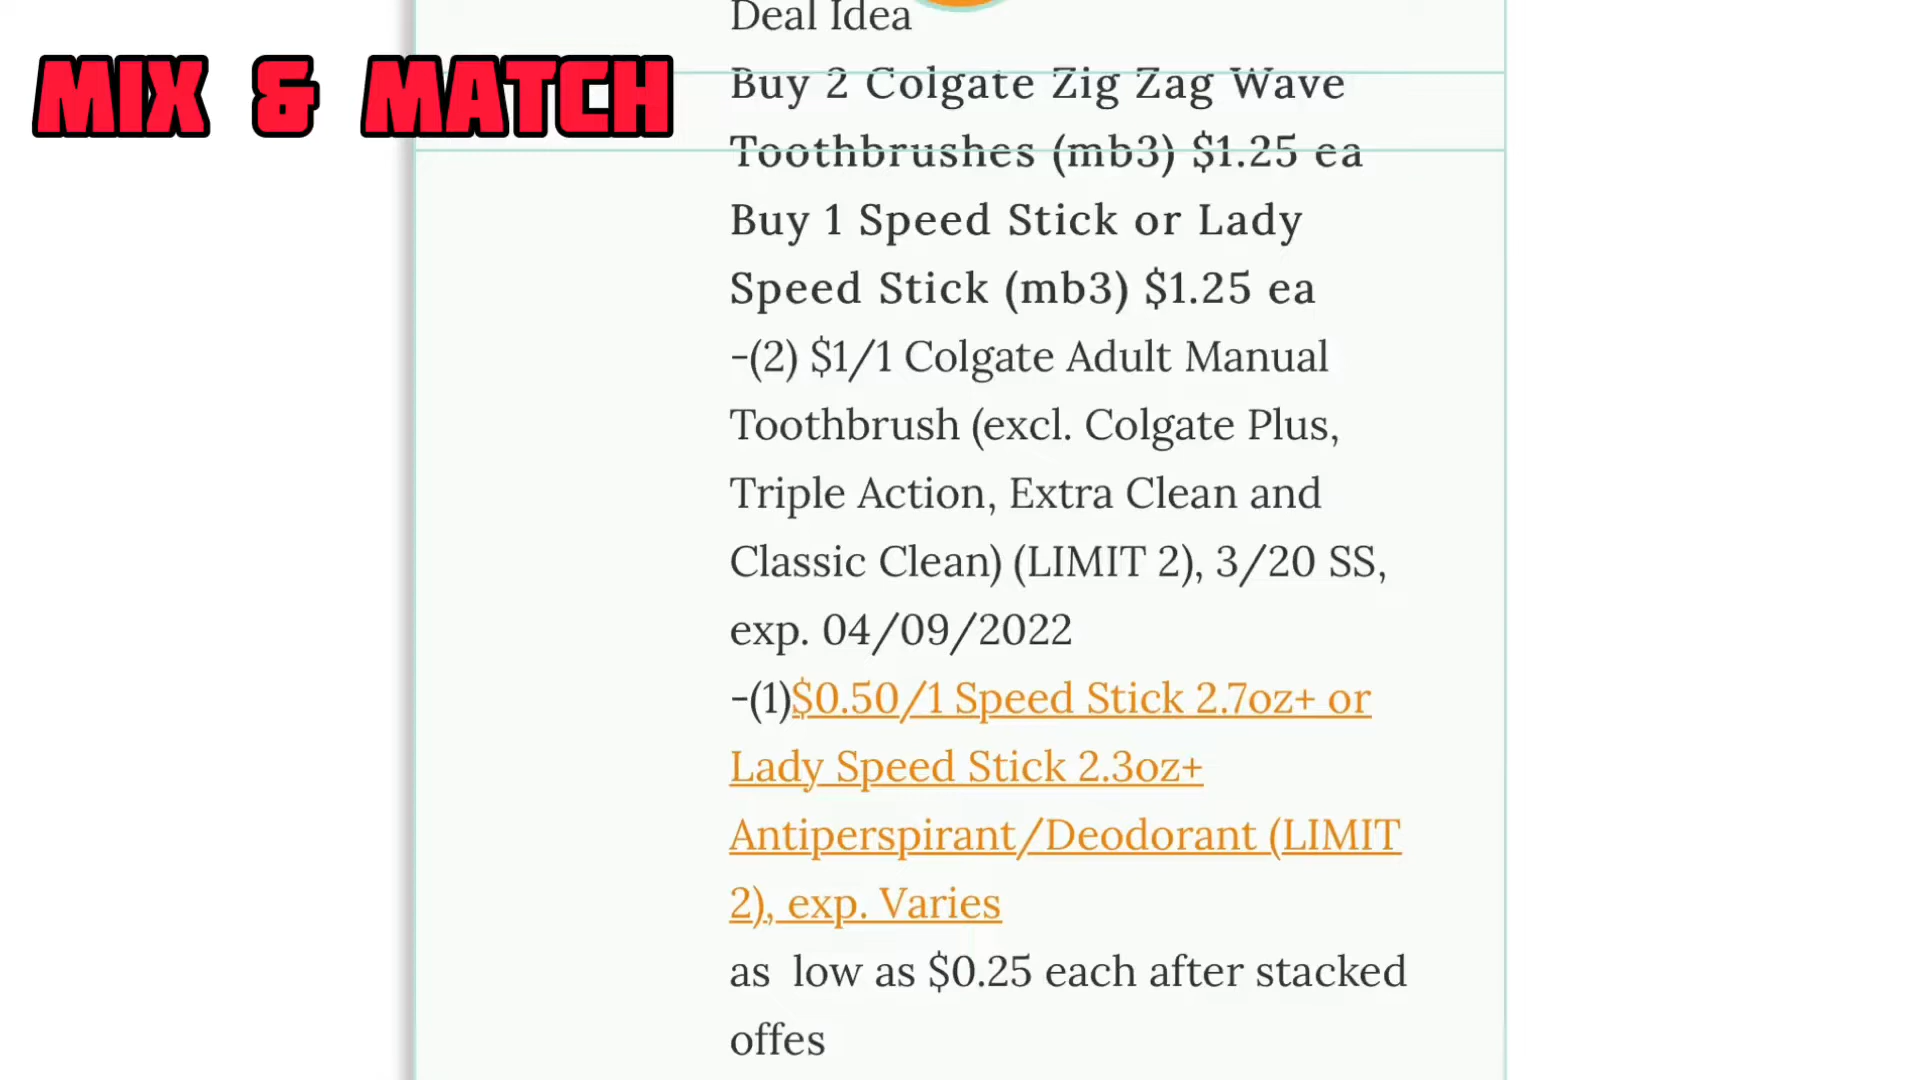 MIX & MATCH
Deal Idea
Buy 2 Colgate Zig Zag Wave
Toothbrushes (mb3) $1.25 ea
Buy 1 Speed Stick or Lady
Speed Stick (mb3) $1.25 ea
-(2) $1/1 Colgate Adult Manual
Toothbrush (excl. Colgate Plus,
Triple Action, Extra Clean and
Classic Clean) (LIMIT 2), 3/20 SS,
exp. 04/09/2022
-(1)$0.50/1 Speed Stick 2.7oz+ or
Lady Speed Stick 2.3oz+
Antiperspirant/Deodorant (LIMIT
2), exp. Varies
as low as $0.25 each after stacked
offes